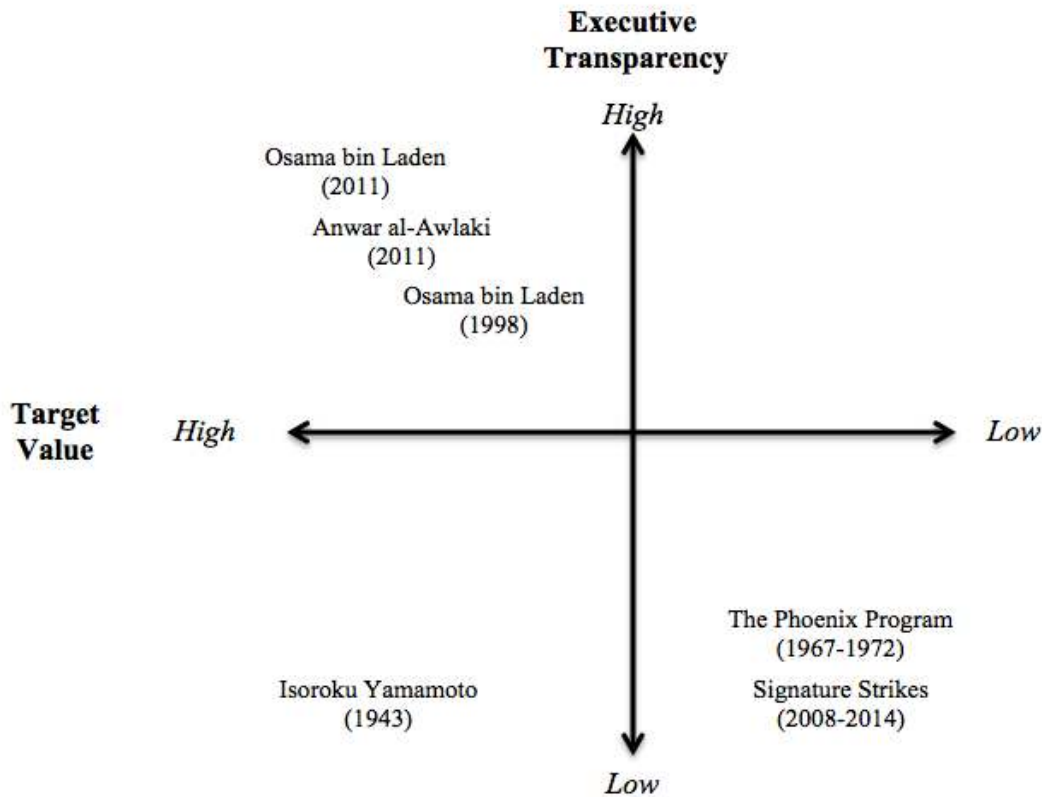 Executive
Transparency
High
Osama bin Laden
(2011)
Anwar al-Awlaki
(2011)
Osama bin Laden
(1998)
Target
Value
High
Low
The Phoenix Program
(1967-1972)
Isoroku Yamamoto
(1943)
Signature Strikes
(2008-2014)
Low